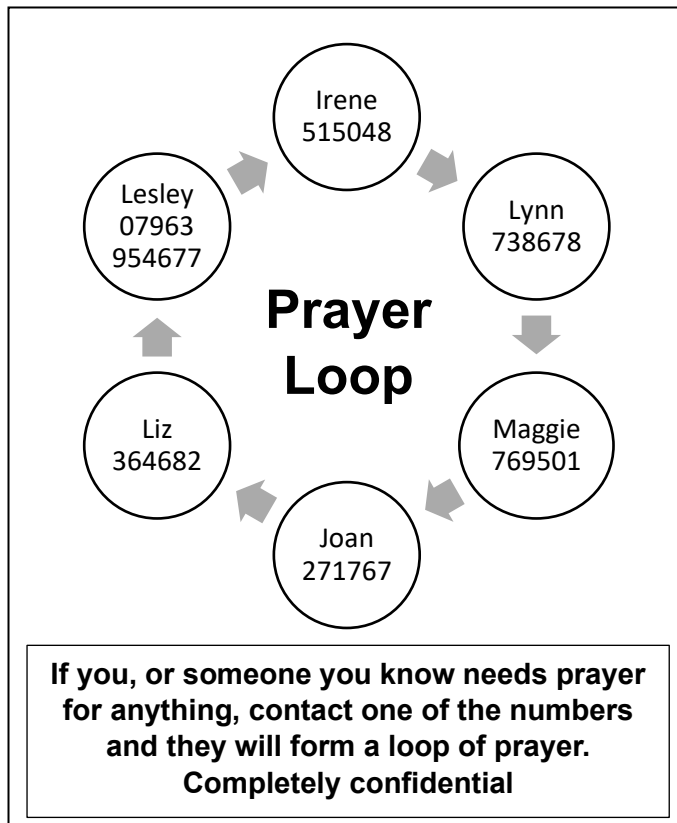 Irene
515048
Lynn
738678
Maggie
769501
Joan
271767
Liz
364682
Lesley
07963
954677
Prayer
Loop
If you, or someone you know needs prayer
for anything, contact one of the numbers
and they will form a loop of prayer.
Completely confidential